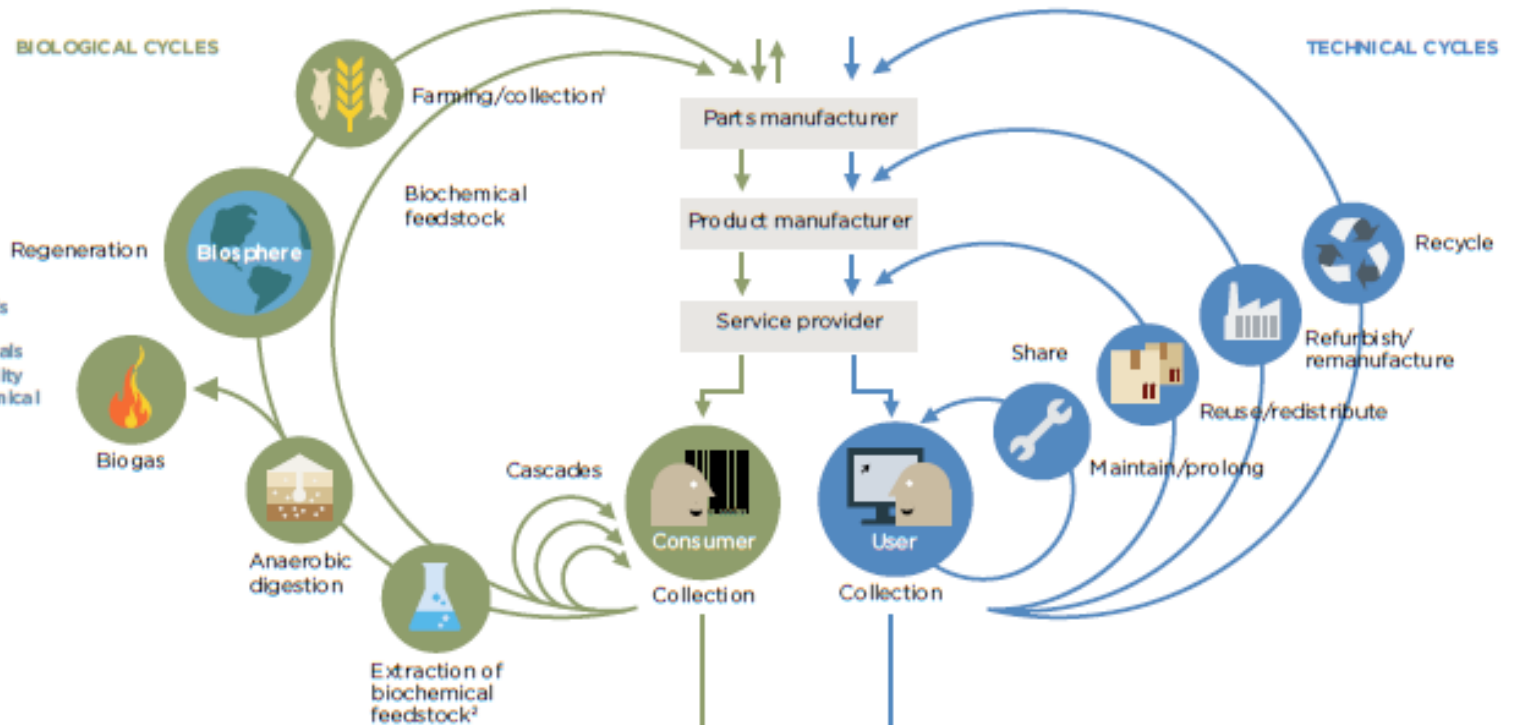 BIOLOGICAL CYCLES
TECHNICAL CYCLES
Farming/collection¹
Parts manufacturer
Biochemical
feedstock
Product manufacturer
Regeneration
Biosphere
Recycle
Service provider
Share
Refurbish/
remanufacture
Reuse/redistribute
Biogas
Cascades
Maintain/prolong
Consumer
User
Anaerobic
digestion
Collection
Collection
Extraction of
biochemical
feedstock²